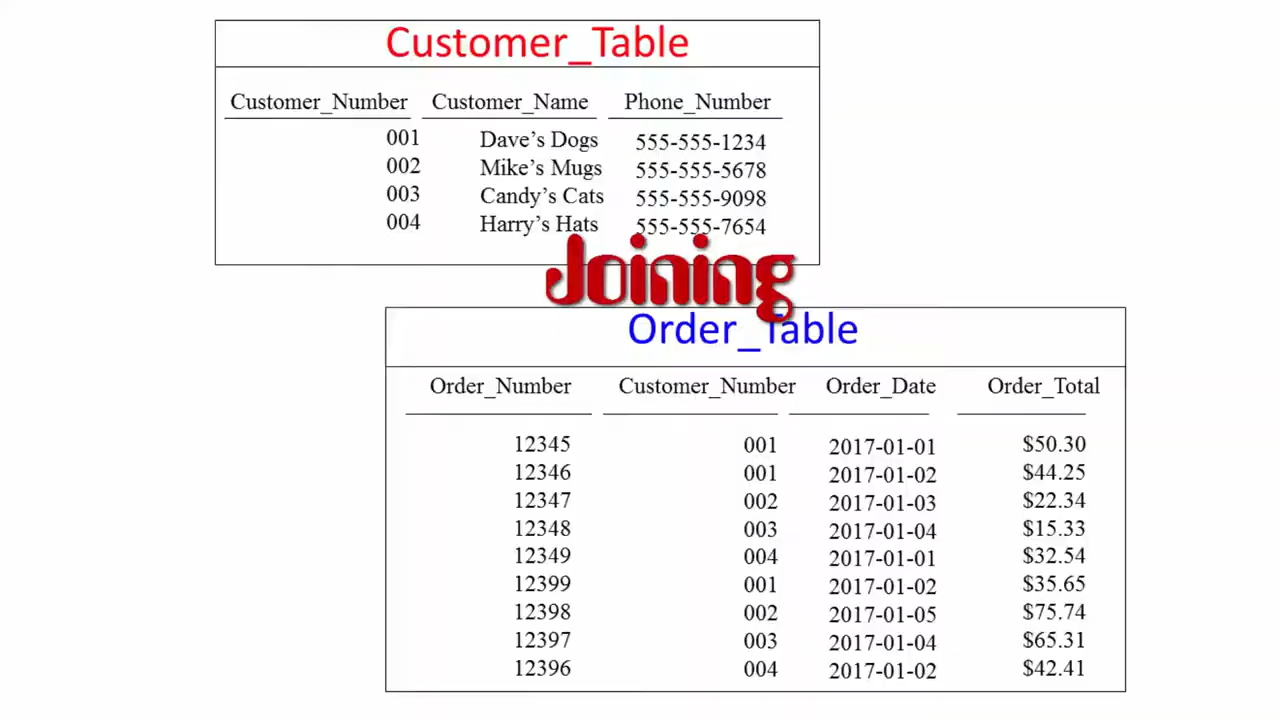 Customer_Table
Customer_Number Customer_Name Phone_Number
001 Dave’s Dogs 555-555-1234
002 Mike’s Mugs 555-555-5678
003 Candy’s Cats 555-555-9098
004 Harry’s Hats 555-555-7654
Joining
Order_Table
Order_Number Customer_Number Order_Date Order_Total
12345 001 2017-01-01 $50.30
12346 001 2017-01-02 $44.25
12347 002 2017-01-03 $22.34
12348 003 2017-01-04 $15.33
12349 004 2017-01-01 $32.54
12399 001 2017-01-02 $35.65
12398 002 2017-01-05 $75.74
12397 003 2017-01-04 $65.31
12396 004 2017-01-02 $42.41